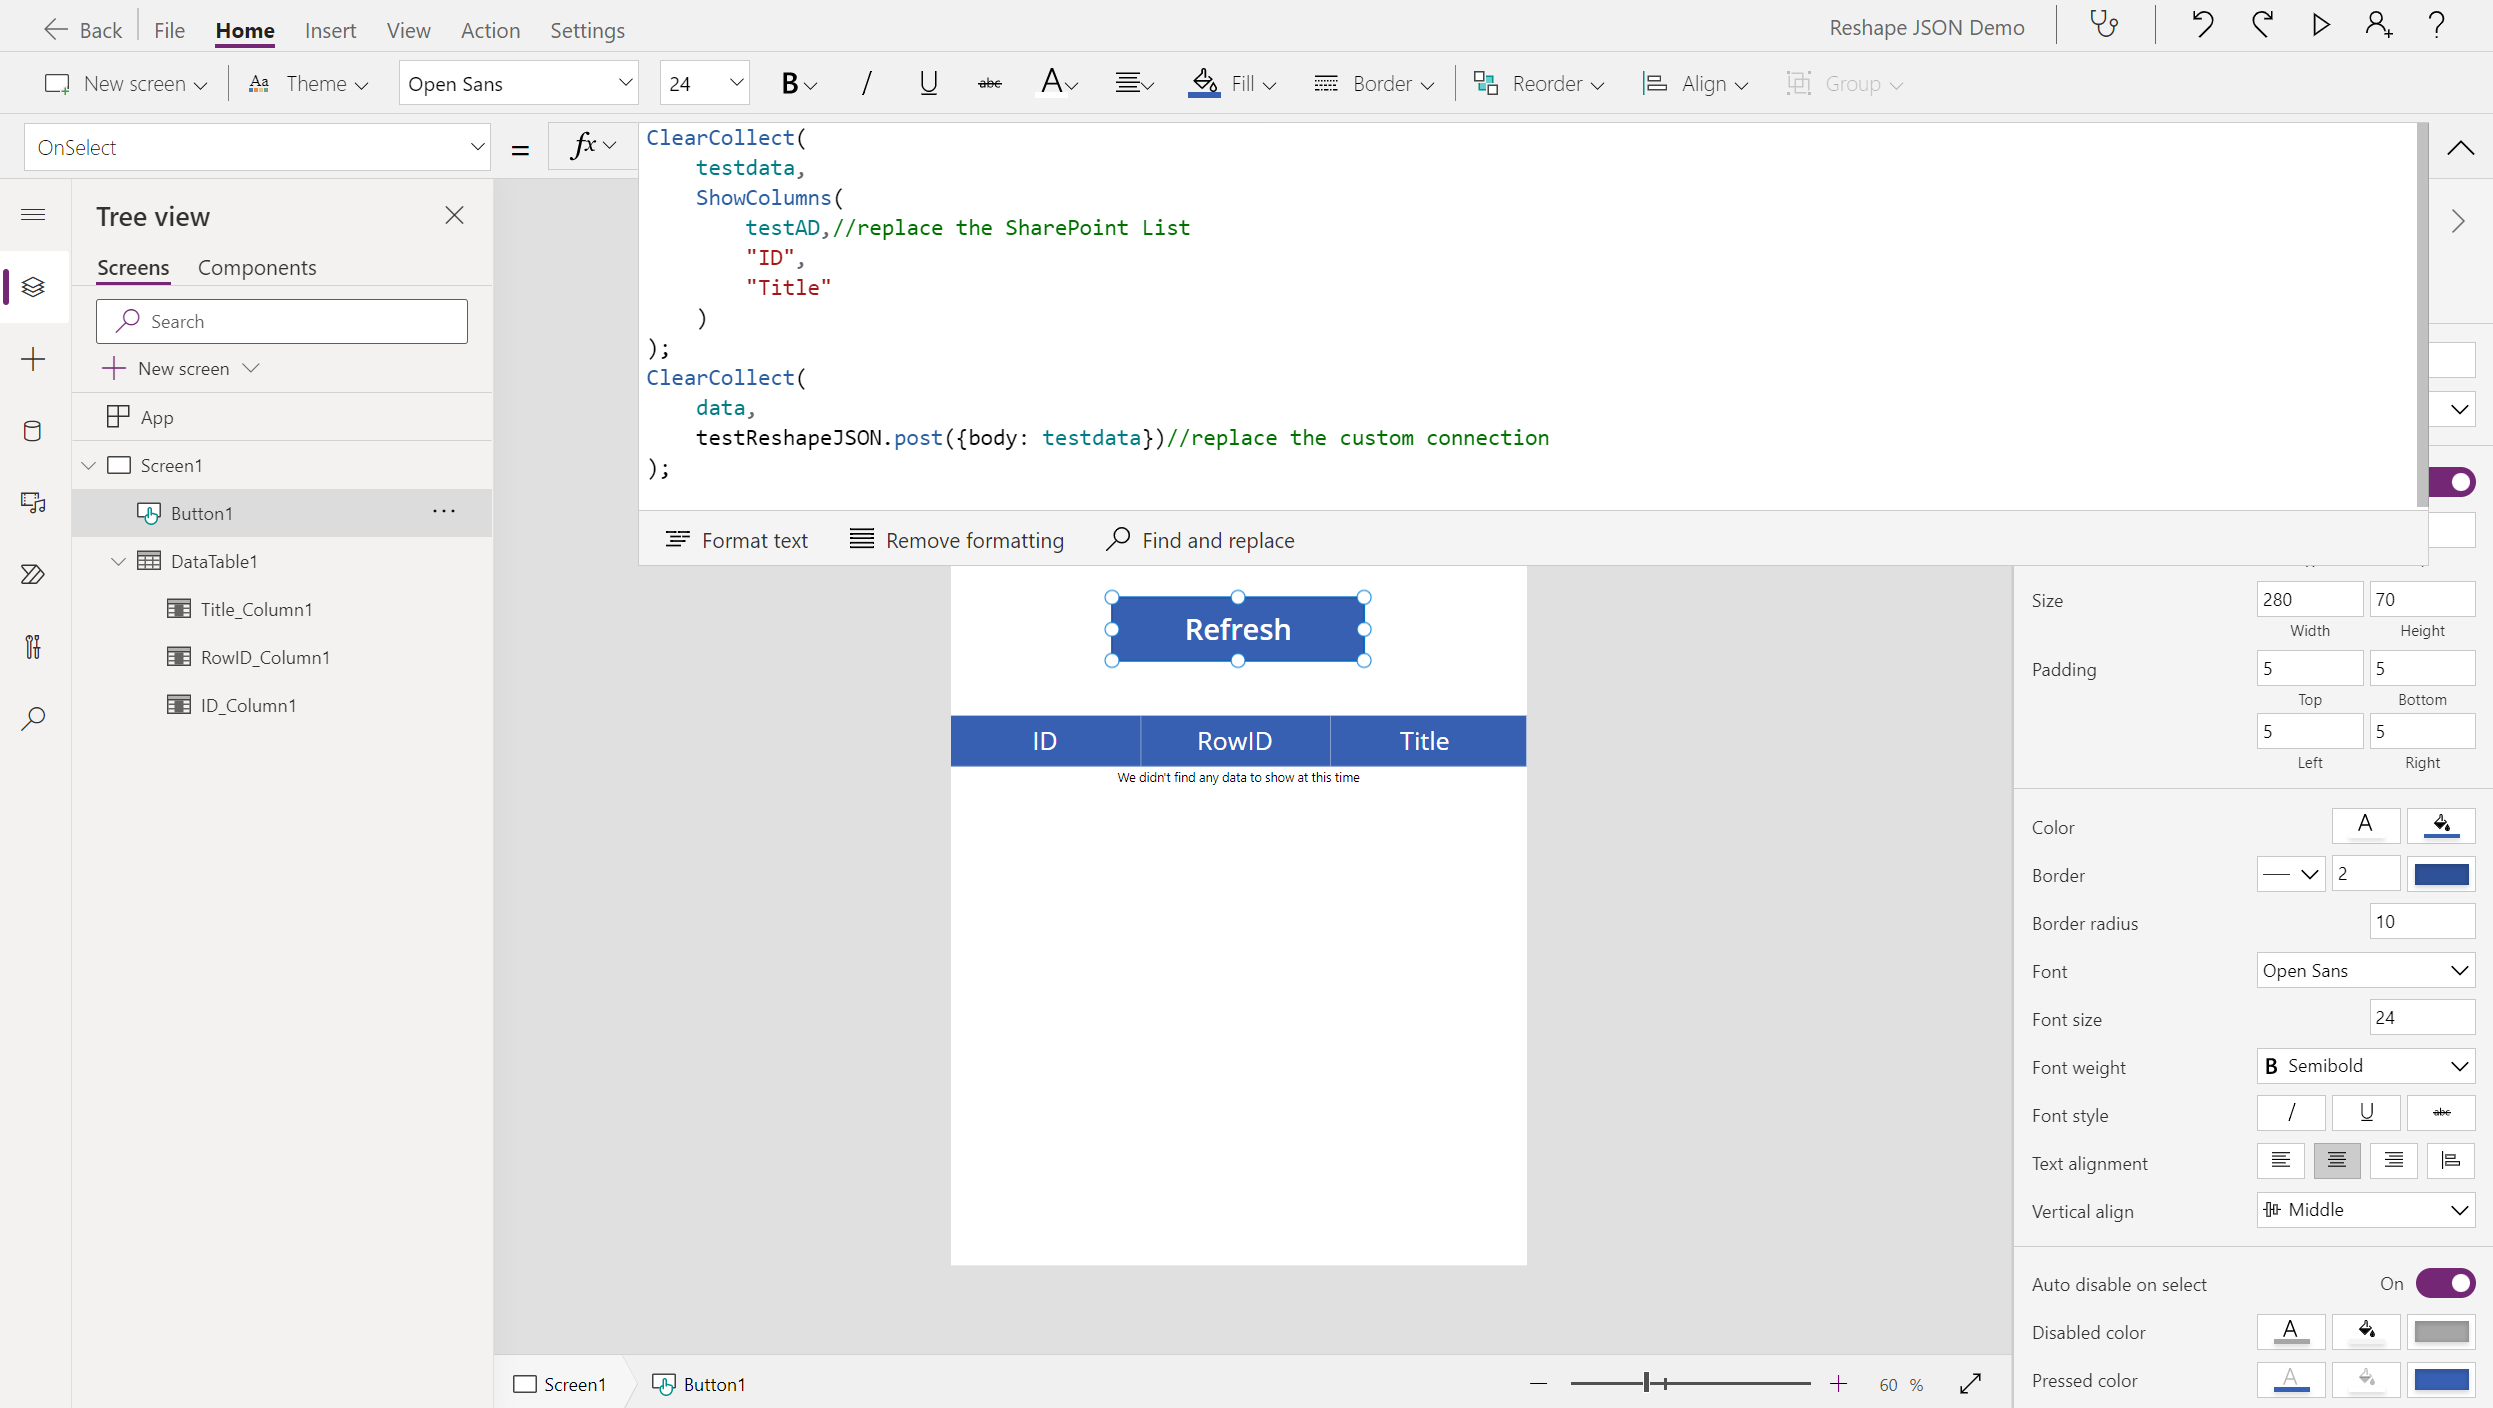 Back File Home Insert View Action Settings Reshape JSON Demo
New screen Aa Theme Open Sans 24 B / U abc A Fill Border Reorder Align Group
OnSelect = fx
ClearCollect(
testdata,
ShowColumns(
testAD,//replace the SharePoint List
"ID",
"Title"
)
);
ClearCollect(
data,
testReshapeJSON.post({body: testdata})//replace the custom connection
);
Format text Remove formatting Find and replace
Tree view
Screens Components
Search
New screen
App
Screen1
Button1 ...
DataTable1
Title_Column1
RowID_Column1
ID_Column1
Refresh
ID RowID Title
We didn't find any data to show at this time
Size 280 70
Width Height
Padding 5 5
Top Bottom
5 5
Left Right
Color A
Border 2
Border radius 10
Font Open Sans
Font size 24
Font weight B Semibold
Font style / U abc
Text alignment
Vertical align Middle
Auto disable on select On
Disabled color A
Pressed color A
Screen1 Button1 60 %